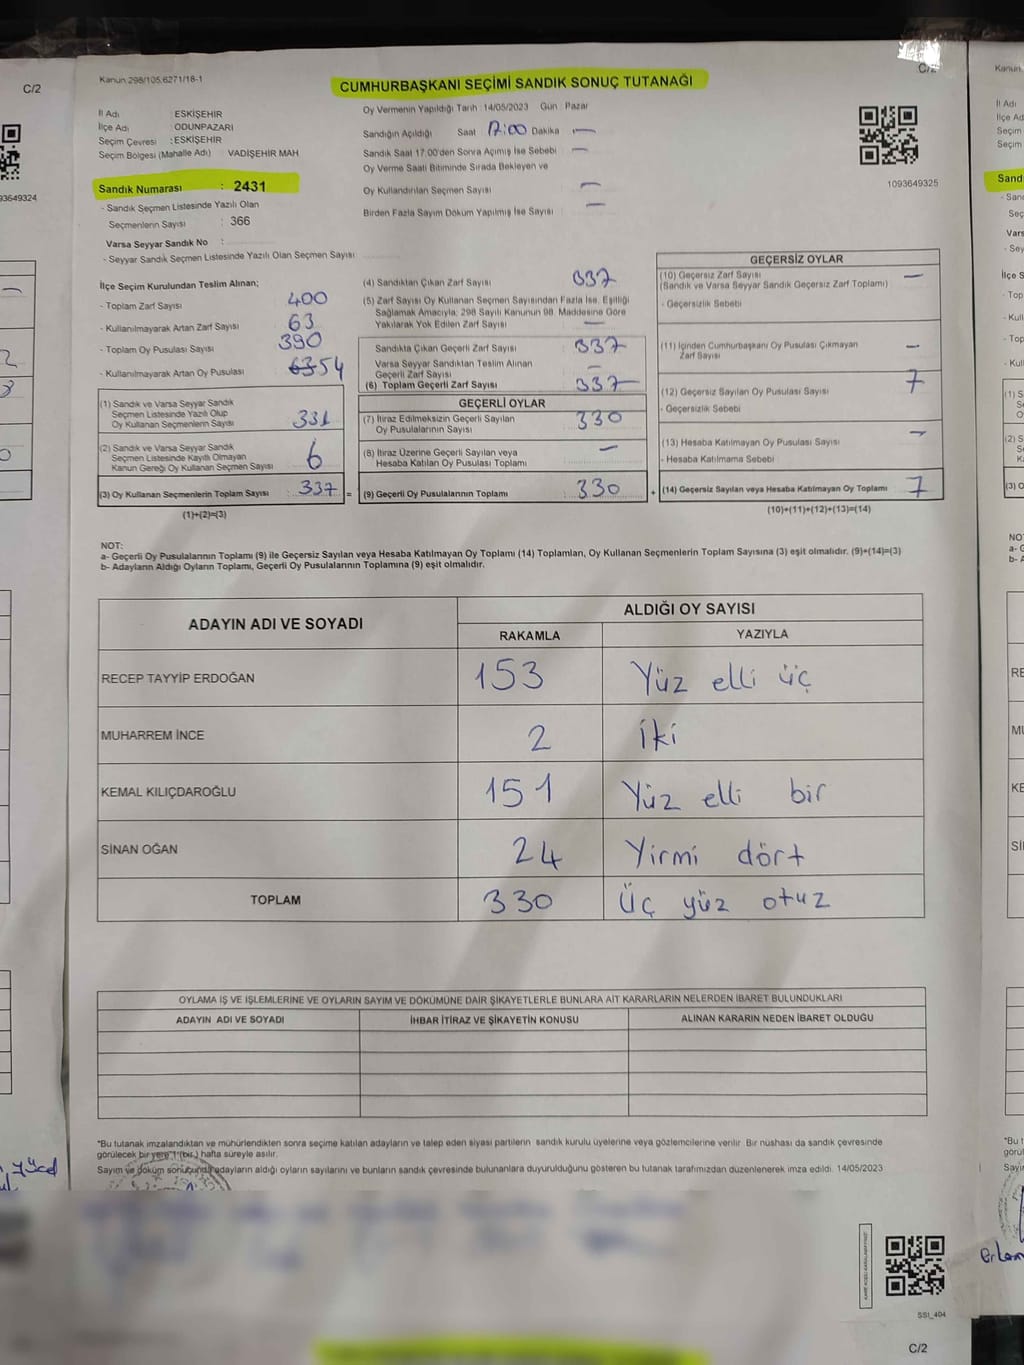 Kanun 298/105,6271/18-1
C/2
CUMHURBAŞKANI SEÇİMİ SANDIK SONUÇ TUTANAĞI
İl Adı ESKİŞEHİR
İlçe Adı ODUNPAZARI
Seçim Çevresi : ESKİŞEHİR
Seçim Bölgesi (Mahalle Adı) VADİŞEHİR MAH
Sandık Numarası : 2431
- Sandık Seçmen Listesinde Yazılı Olan
Seçmenlerin Sayısı : 366
Varsa Seyyar Sandık No :
- Seyyar Sandık Seçmen Listesinde Yazılı Olan Seçmen Sayısı :
Oy Vermenin Yapıldığı Tarih :14/05/2023 Gün : Pazar
Sandığın Açıldığı Saat 17:00 Dakika —
Sandık Saat 17.00'den Sonra Açımış İse Sebebi —
Oy Verme Saati Bitiminde Sırada Bekleyen ve
Oy Kullandırılan Seçmen Sayısı : —
Birden Fazla Sayım Döküm Yapılmış İse Sayısı : —
1093649325
İlçe Seçim Kurulundan Teslim Alınan;
- Toplam Zarf Sayısı : 400
- Kullanılmayarak Artan Zarf Sayısı : 63
- Toplam Oy Pusulası Sayısı : 390
- Kullanılmayarak Artan Oy Pusulası : 63 54
(1) Sandık ve Varsa Seyyar Sandık
Seçmen Listesinde Yazılı Olup
Oy Kullanan Seçmenlerin Sayısı : 331
(2) Sandık ve Varsa Seyyar Sandık
Seçmen Listesinde Kayıtlı Olmayan
Kanun Gereği Oy Kullanan Seçmen Sayısı : 6
(3) Oy Kullanan Seçmenlerin Toplam Sayısı : 337 =
(1)+(2)=(3)
(4) Sandıktan Çıkan Zarf Sayısı : 337
(5) Zarf Sayısı Oy Kullanan Seçmen Sayısından Fazla İse, Eşitliği
Sağlamak Amacıyla; 298 Sayılı Kanunun 98. Maddesine Göre
Yakılarak Yok Edilen Zarf Sayısı : —
Sandıkta Çıkan Geçerli Zarf Sayısı : 337
Varsa Seyyar Sandıktan Teslim Alınan
Geçerli Zarf Sayısı : —
(6) Toplam Geçerli Zarf Sayısı : 337
GEÇERLİ OYLAR
(7) İtiraz Edilmeksizin Geçerli Sayılan
Oy Pusulalarının Sayısı : 330
(8) İtiraz Üzerine Geçerli Sayılan veya
Hesaba Katılan Oy Pusulası Toplamı : —
(9) Geçerli Oy Pusulalarının Toplamı : 330 +
GEÇERSİZ OYLAR
(10) Geçersiz Zarf Sayısı : —
(Sandık ve Varsa Seyyar Sandık Geçersiz Zarf Toplamı)
- Geçersizlik Sebebi
(11) İçinden Cumhurbaşkanı Oy Pusulası Çıkmayan : —
Zarf Sayısı
(12) Geçersiz Sayılan Oy Pusulası Sayısı : 7
- Geçersizlik Sebebi
(13) Hesaba Katılmayan Oy Pusulası Sayısı : —
- Hesaba Katılmama Sebebi
(14) Geçersiz Sayılan veya Hesaba Katılmayan Oy Toplamı : 7
(10)+(11)+(12)+(13)=(14)
NOT:
a- Geçerli Oy Pusulalarının Toplamı (9) ile Geçersiz Sayılan veya Hesaba Katılmayan Oy Toplamı (14) Toplamları, Oy Kullanan Seçmenlerin Toplam Sayısına (3) eşit olmalıdır. (9)+(14)=(3)
b- Adayların Aldığı Oyların Toplamı, Geçerli Oy Pusulalarının Toplamına (9) eşit olmalıdır.
ADAYIN ADI VE SOYADI
ALDIĞI OY SAYISI
RAKAMLA YAZIYLA
RECEP TAYYİP ERDOĞAN 153 Yüz elli üç
MUHARREM İNCE 2 İki
KEMAL KILIÇDAROĞLU 151 Yüz elli bir
SİNAN OĞAN 24 Yirmi dört
TOPLAM 330 Üç yüz otuz
OYLAMA İŞ VE İŞLEMLERİNE VE OYLARIN SAYIM VE DÖKÜMÜNE DAİR ŞİKAYETLERLE BUNLARA AİT KARARLARIN NELERDEN İBARET BULUNDUKLARI
ADAYIN ADI VE SOYADI İHBAR İTİRAZ VE ŞİKAYETİN KONUSU ALINAN KARARIN NEDEN İBARET OLDUĞU
"Bu tutanak imzalandıktan ve mühürlendikten sonra seçime katılan adayların ve talep eden siyasi partilerin sandık kurulu üyelerine veya gözlemcilerine verilir. Bir nüshası da sandık çevresinde
görülecek bir yere "1"(bir) hafta süreyle asılır.
Sayım ve döküm sonucunda adayların aldığı oyların sayılarını ve bunların sandık çevresinde bulunanlara duyurulduğunu gösteren bu tutanak tarafımızdan düzenlenerek imza edildi. 14/05/2023
SSI_404
C/2
C/2
93649324
Kanun
İl Adı
İlçe Ad
Seçim
Seçim
Sand